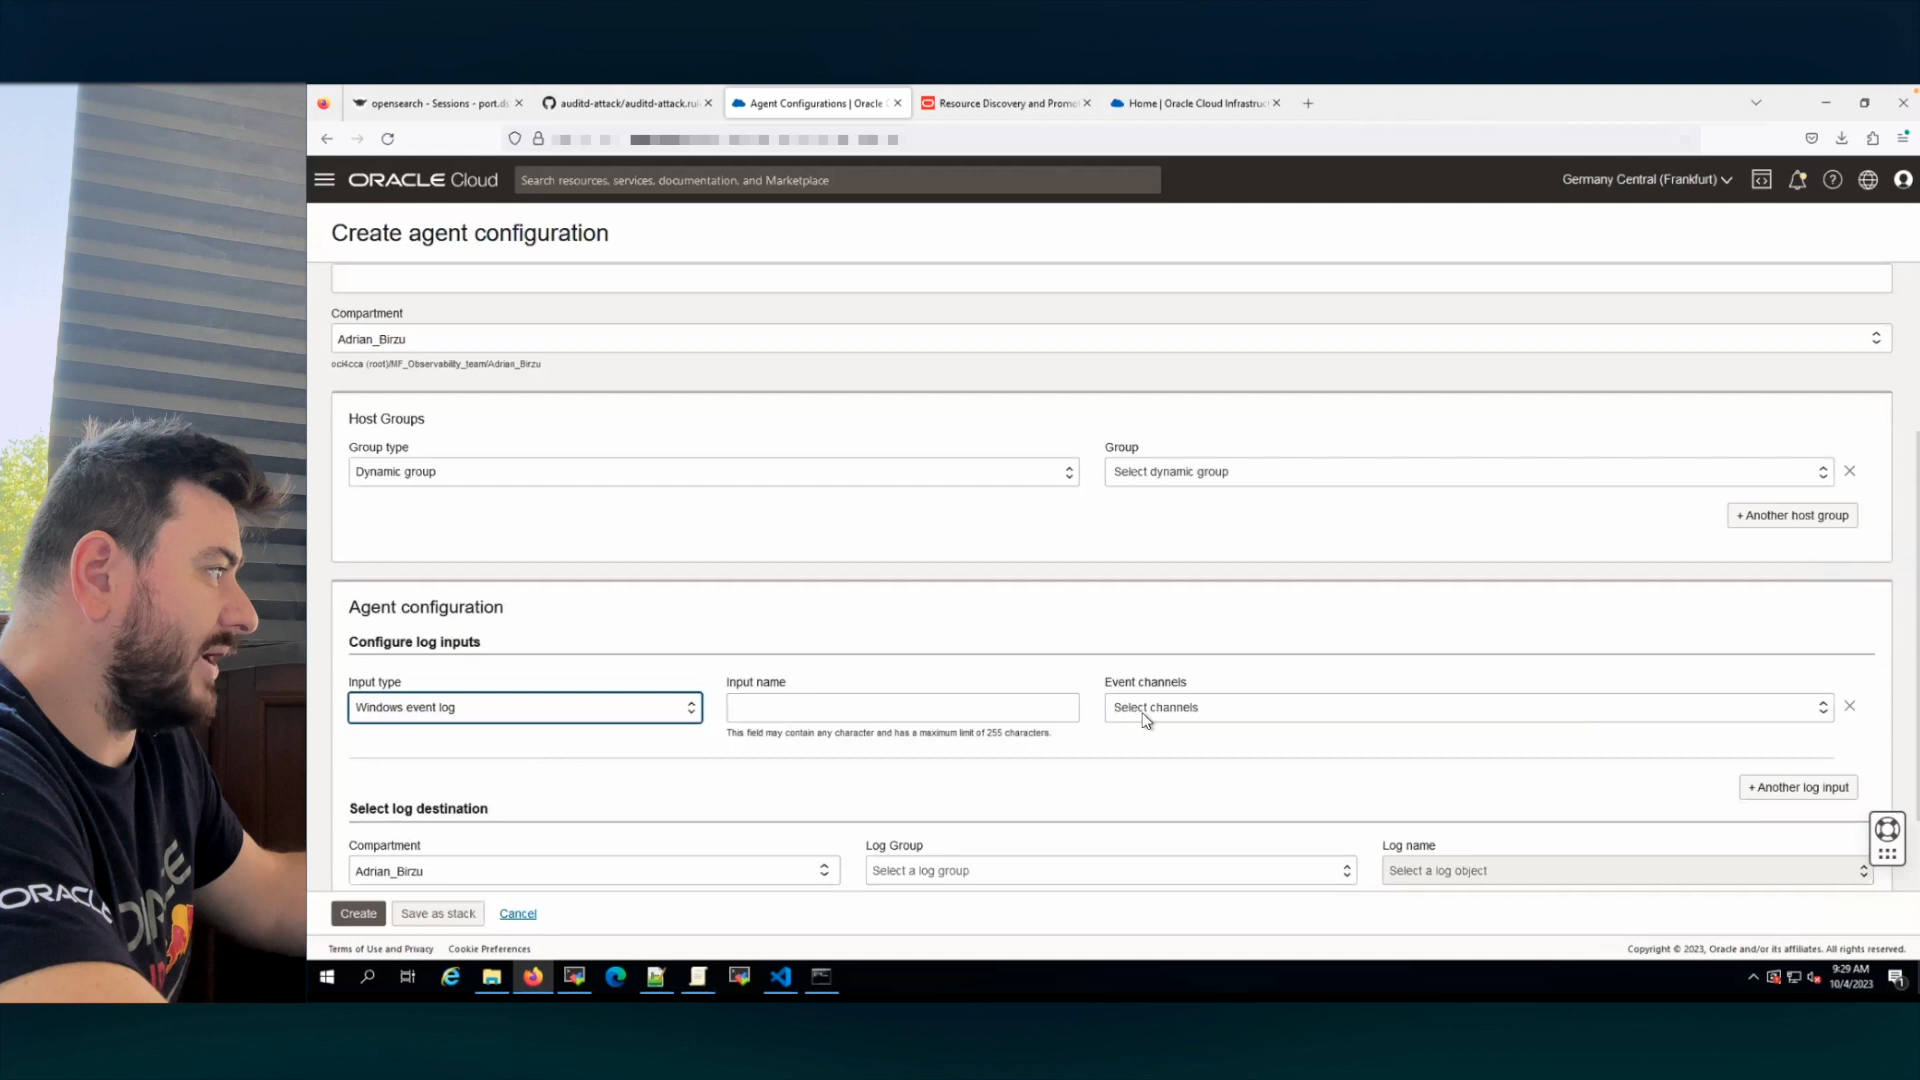 opensearch - Sessions - port.ds
auditd-attack/auditd-attack.rul
Agent Configurations | Oracle C
Resource Discovery and Promo
Home | Oracle Cloud Infrastruc
ORACLE Cloud
Search resources, services, documentation, and Marketplace
Germany Central (Frankfurt)
Create agent configuration
Compartment
Adrian_Birzu
oci4cca (root)/MF_Observability_team/Adrian_Birzu
Host Groups
Group type
Group
Dynamic group
Select dynamic group
+ Another host group
Agent configuration
Configure log inputs
Input type
Input name
Event channels
Windows event log
Select channels
This field may contain any character and has a maximum limit of 255 characters.
+ Another log input
Select log destination
Compartment
Log Group
Log name
Adrian_Birzu
Select a log group
Select a log object
Create
Save as stack
Cancel
Terms of Use and Privacy
Cookie Preferences
Copyright © 2023, Oracle and/or its affiliates. All rights reserved.
9:29 AM
10/4/2023
ORACLE